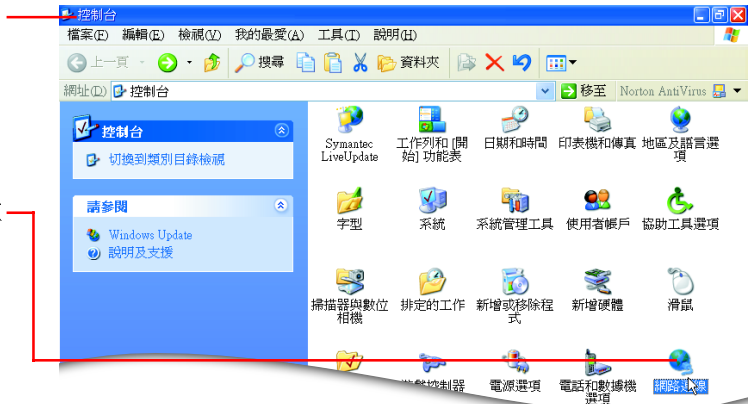 控制台
檔案(F) 編輯(E) 檢視(V) 我的最愛(A) 工具(T) 說明(H)
上一頁 搜尋 資料夾
網址(D) 控制台 移至 Norton AntiVirus
控制台
切換到類別目錄檢視
請參閱
Windows Update
說明及支援
Symantec
LiveUpdate
工作列和 [開
始] 功能表
日期和時間
印表機和傳真
地區及語言選
項
字型
系統
系統管理工具
使用者帳戶
協助工具選項
掃描器與數位
相機
排定的工作
新增或移除程
式
新增硬體
滑鼠
遊戲控制器
電源選項
電話和數據機
選項
網路連線